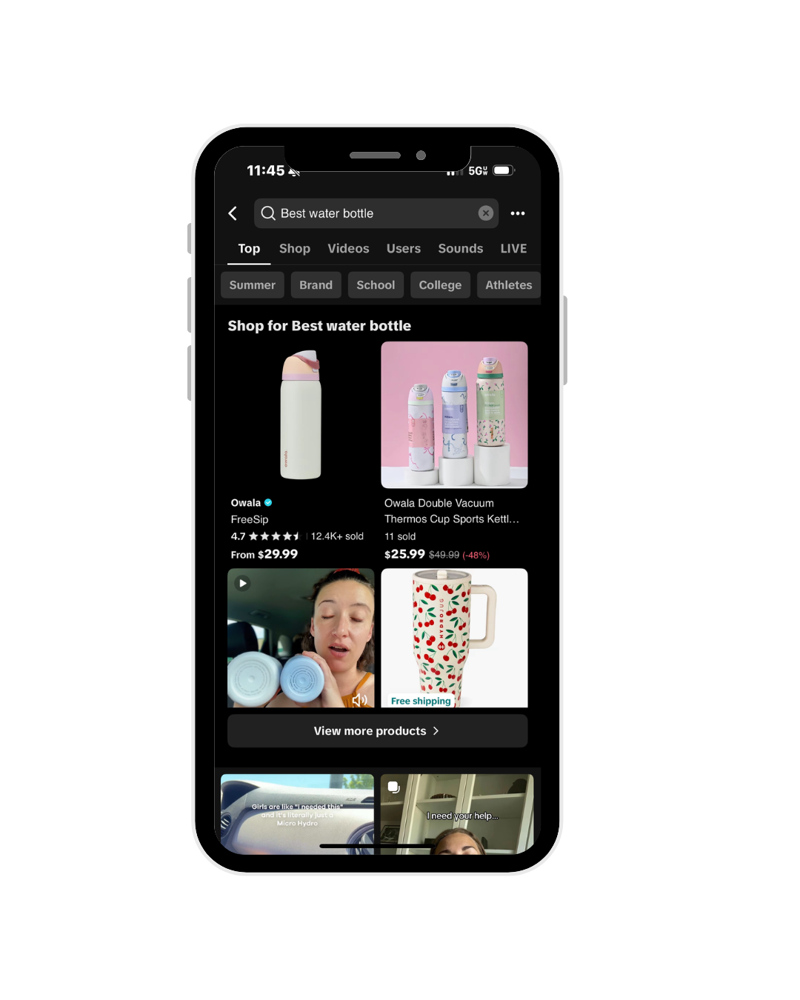 11:45
5G UW
Best water bottle
Top Shop Videos Users Sounds LIVE
Summer Brand School College Athletes
Shop for Best water bottle
owala.
Owala
FreeSip
4.7 12.4K+ sold
From $29.99
Owala Double Vacuum
Thermos Cup Sports Kettl...
11 sold
$25.99 $49.99 (-48%)
HYDROJUG
Free shipping
View more products
Girls are like "I needed this"
and it's literally just a
Micro Hydro
I need your help...